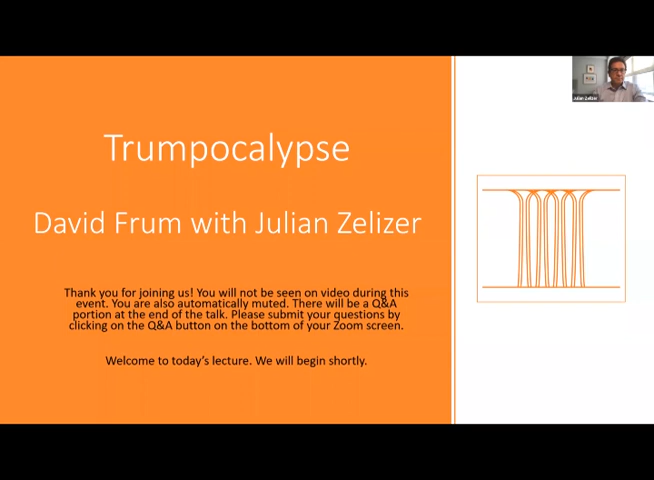 Trumpocalypse
David Frum with Julian Zelizer
Thank you for joining us! You will not be seen on video during this
event. You are also automatically muted. There will be a Q&A
portion at the end of the talk. Please submit your questions by
clicking on the Q&A button on the bottom of your Zoom screen.
Welcome to today's lecture. We will begin shortly.
Julian Zelizer